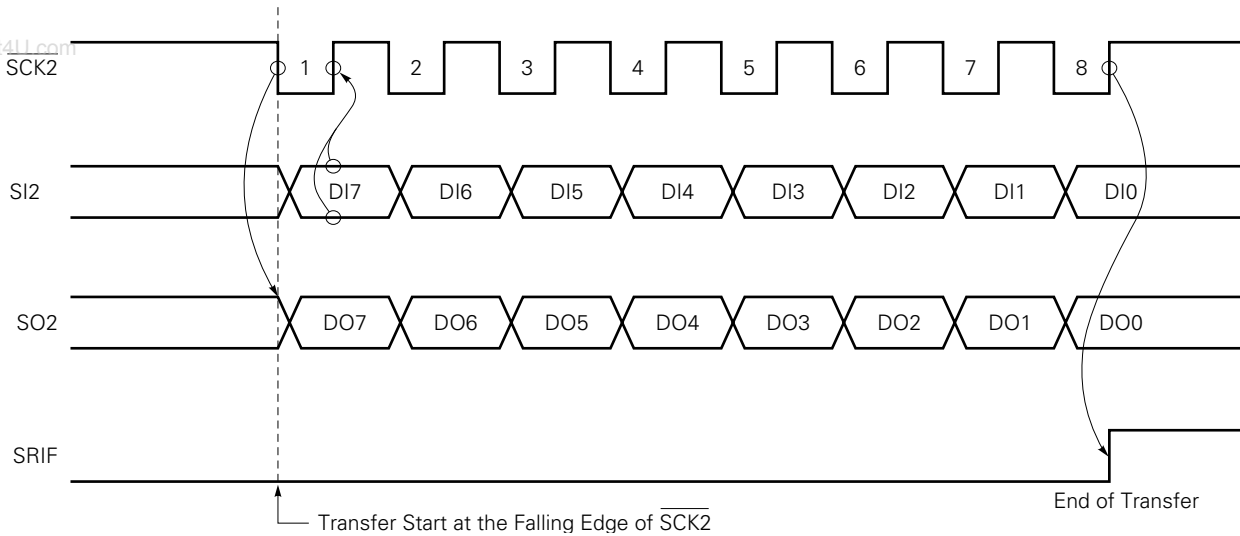 t4U.com
SCK2
1 2 3 4 5 6 7 8
SI2
DI7 DI6 DI5 DI4 DI3 DI2 DI1 DI0
SO2
DO7 DO6 DO5 DO4 DO3 DO2 DO1 DO0
SRIF
End of Transfer
Transfer Start at the Falling Edge of SCK2